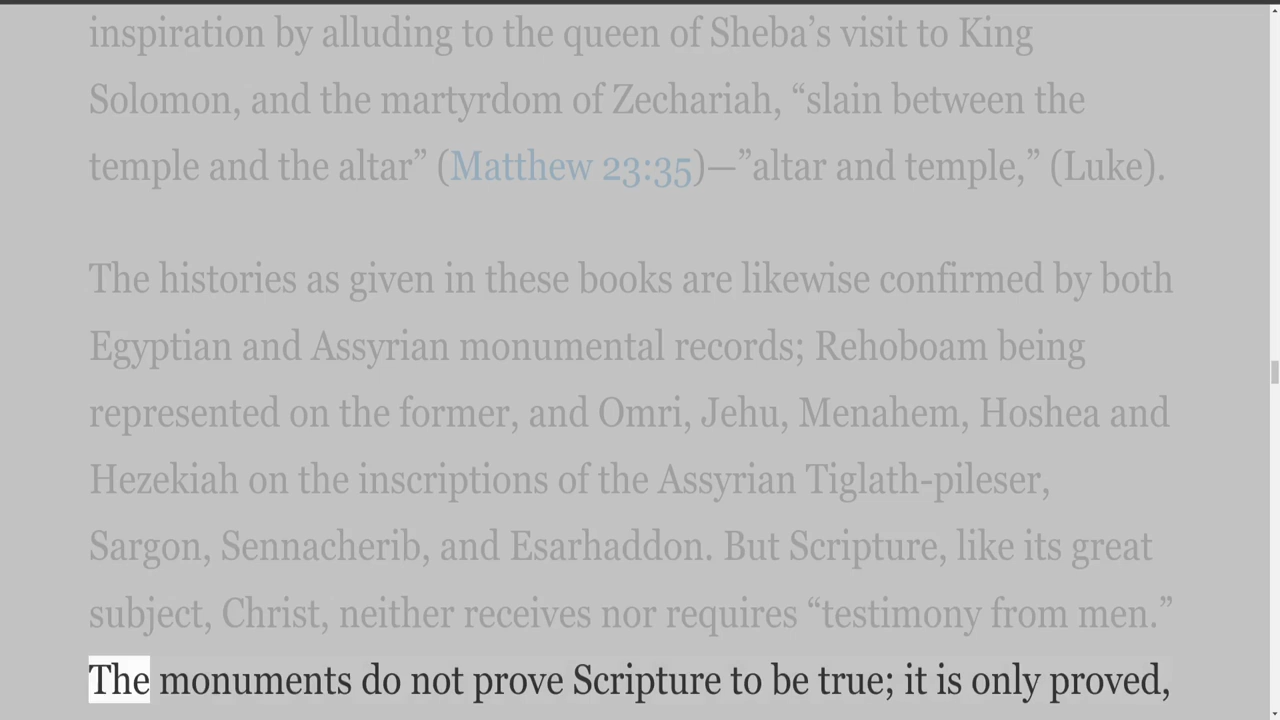 inspiration by alluding to the queen of Sheba’s visit to King
Solomon, and the martyrdom of Zechariah, “slain between the
temple and the altar” (Matthew 23:35)—”altar and temple,” (Luke).
The histories as given in these books are likewise confirmed by both
Egyptian and Assyrian monumental records; Rehoboam being
represented on the former, and Omri, Jehu, Menahem, Hoshea and
Hezekiah on the inscriptions of the Assyrian Tiglath-pileser,
Sargon, Sennacherib, and Esarhaddon. But Scripture, like its great
subject, Christ, neither receives nor requires “testimony from men.”
The monuments do not prove Scripture to be true; it is only proved,